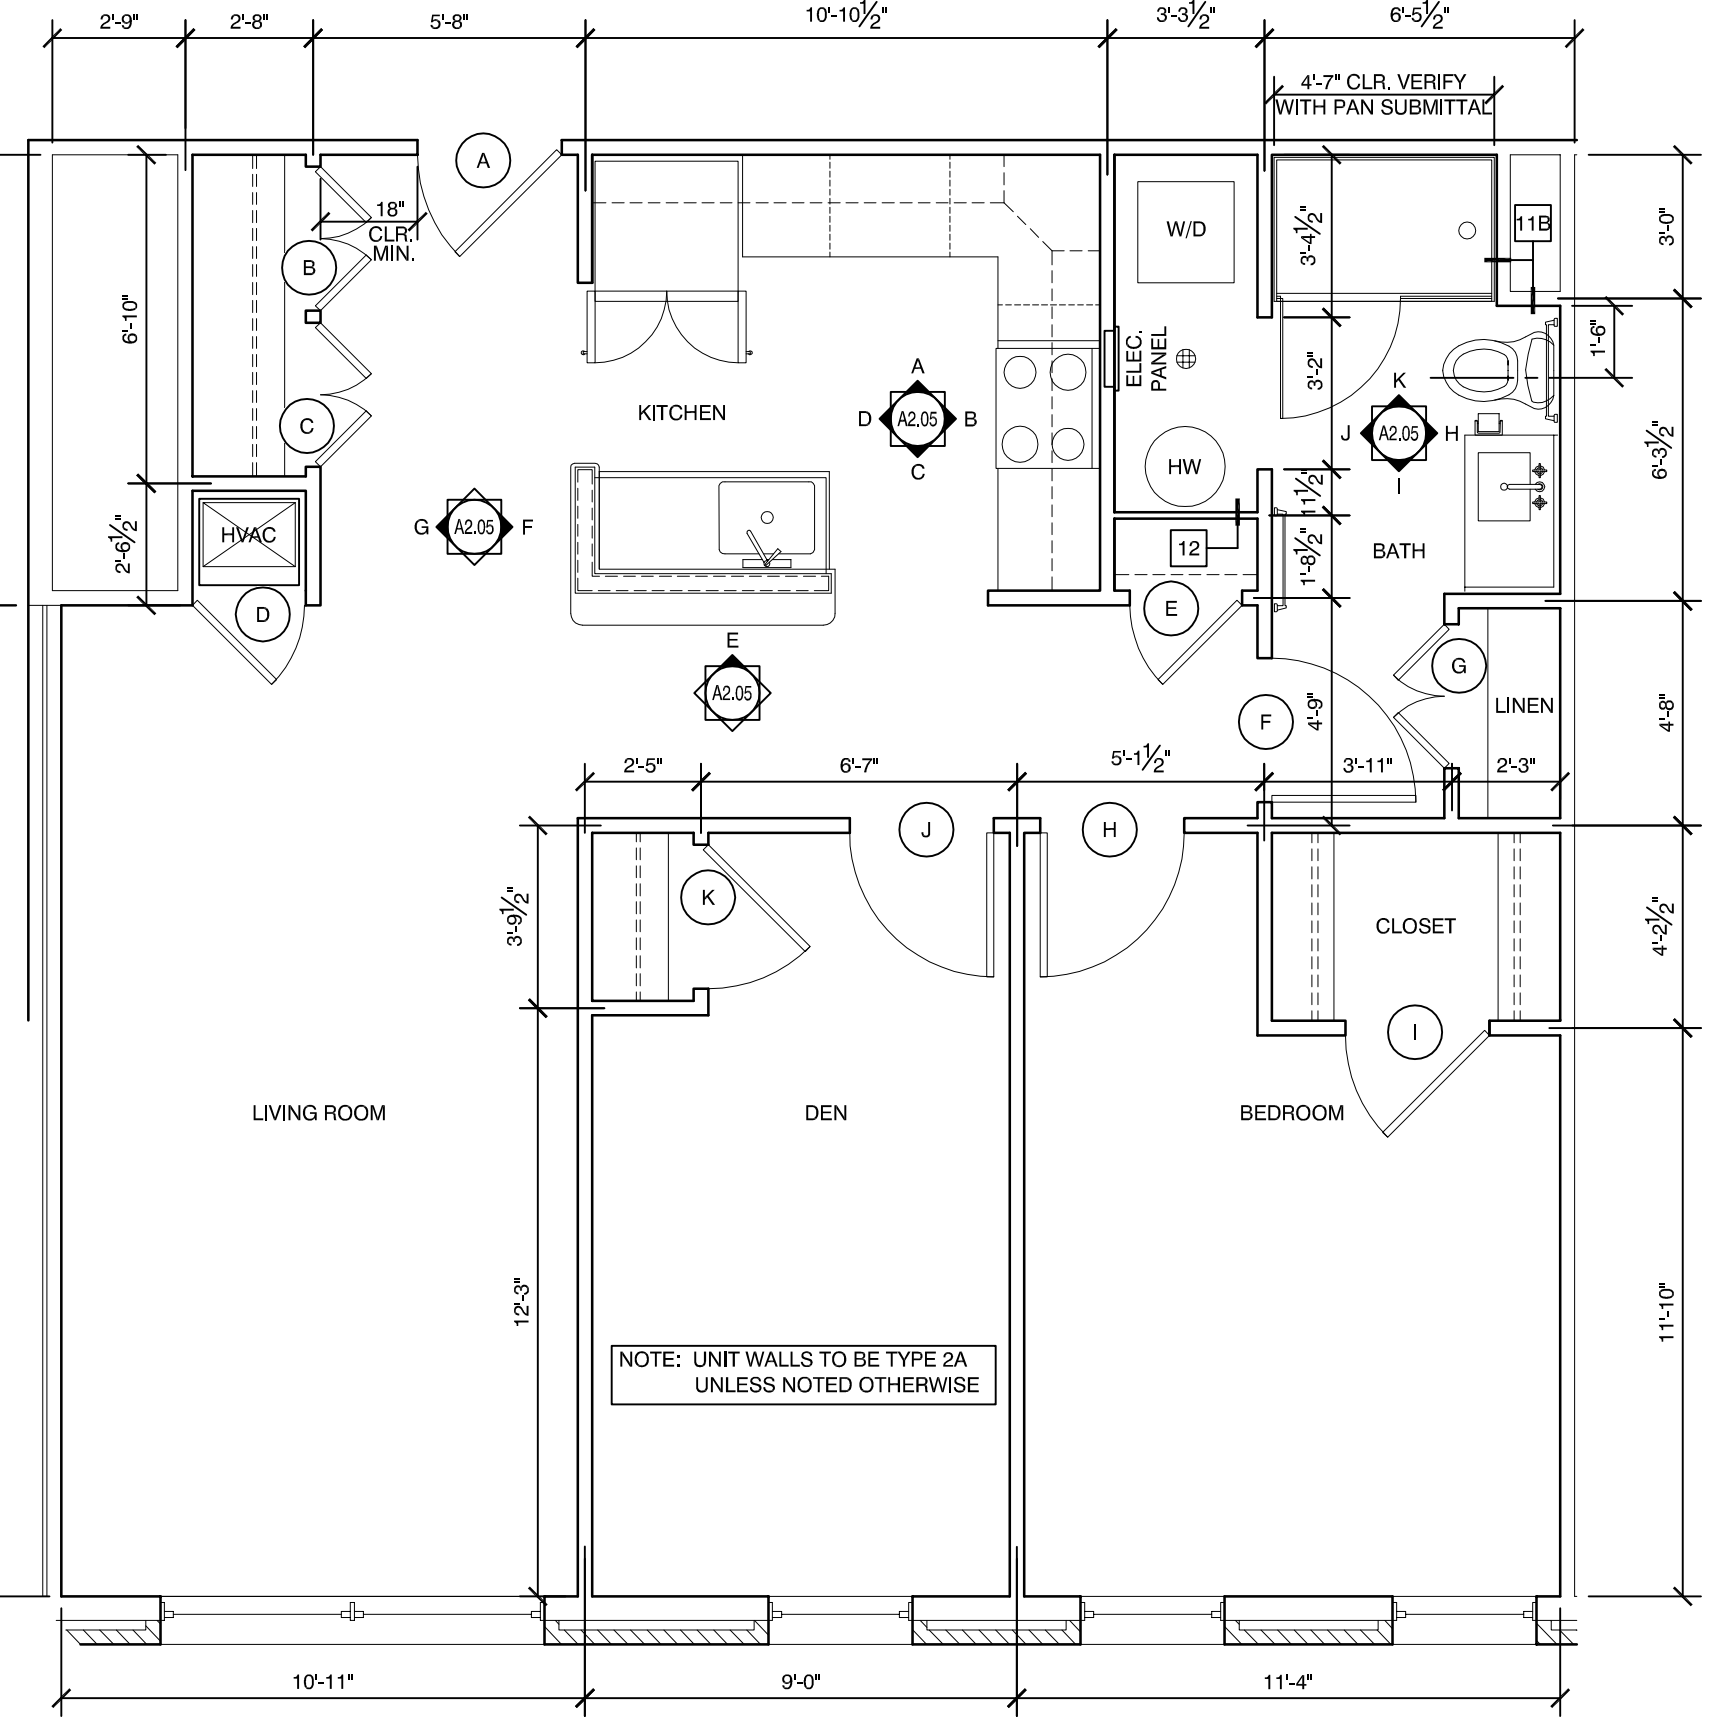 2'-9"
2'-8"
5'-8"
10'-10½"
3'-3½"
6'-5½"
4'-7" CLR. VERIFY
WITH PAN SUBMITTAL
A
18"
CLR.
MIN.
W/D
3'-4½"
11B
3'-0"
B
6'-10"
ELEC.
PANEL
3'-2"
1'-6"
A
D
A2.05
B
C
KITCHEN
K
J
A2.05
H
I
C
HW
6'-3½"
11½"
G
A2.05
F
HVAC
2'-6½"
12
1'-8½"
BATH
D
E
E
A2.05
G
LINEN
F
4'-9"
4'-8"
2'-5"
6'-7"
5'-1½"
3'-11"
2'-3"
J
H
K
3'-9½"
CLOSET
4'-2½"
I
LIVING ROOM
DEN
BEDROOM
12'-3"
11'-10"
NOTE: UNIT WALLS TO BE TYPE 2A
UNLESS NOTED OTHERWISE
10'-11"
9'-0"
11'-4"